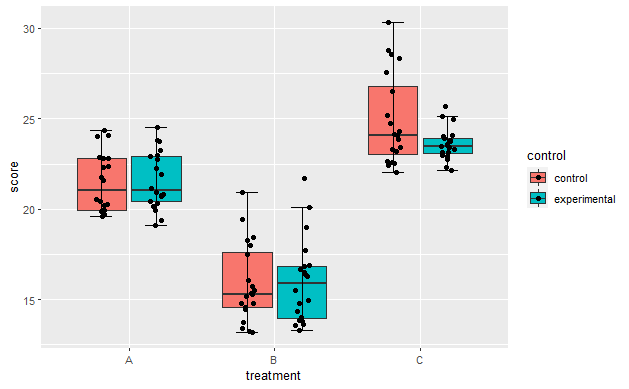 30
25
20
15
score
A
B
C
treatment
control
control
experimental